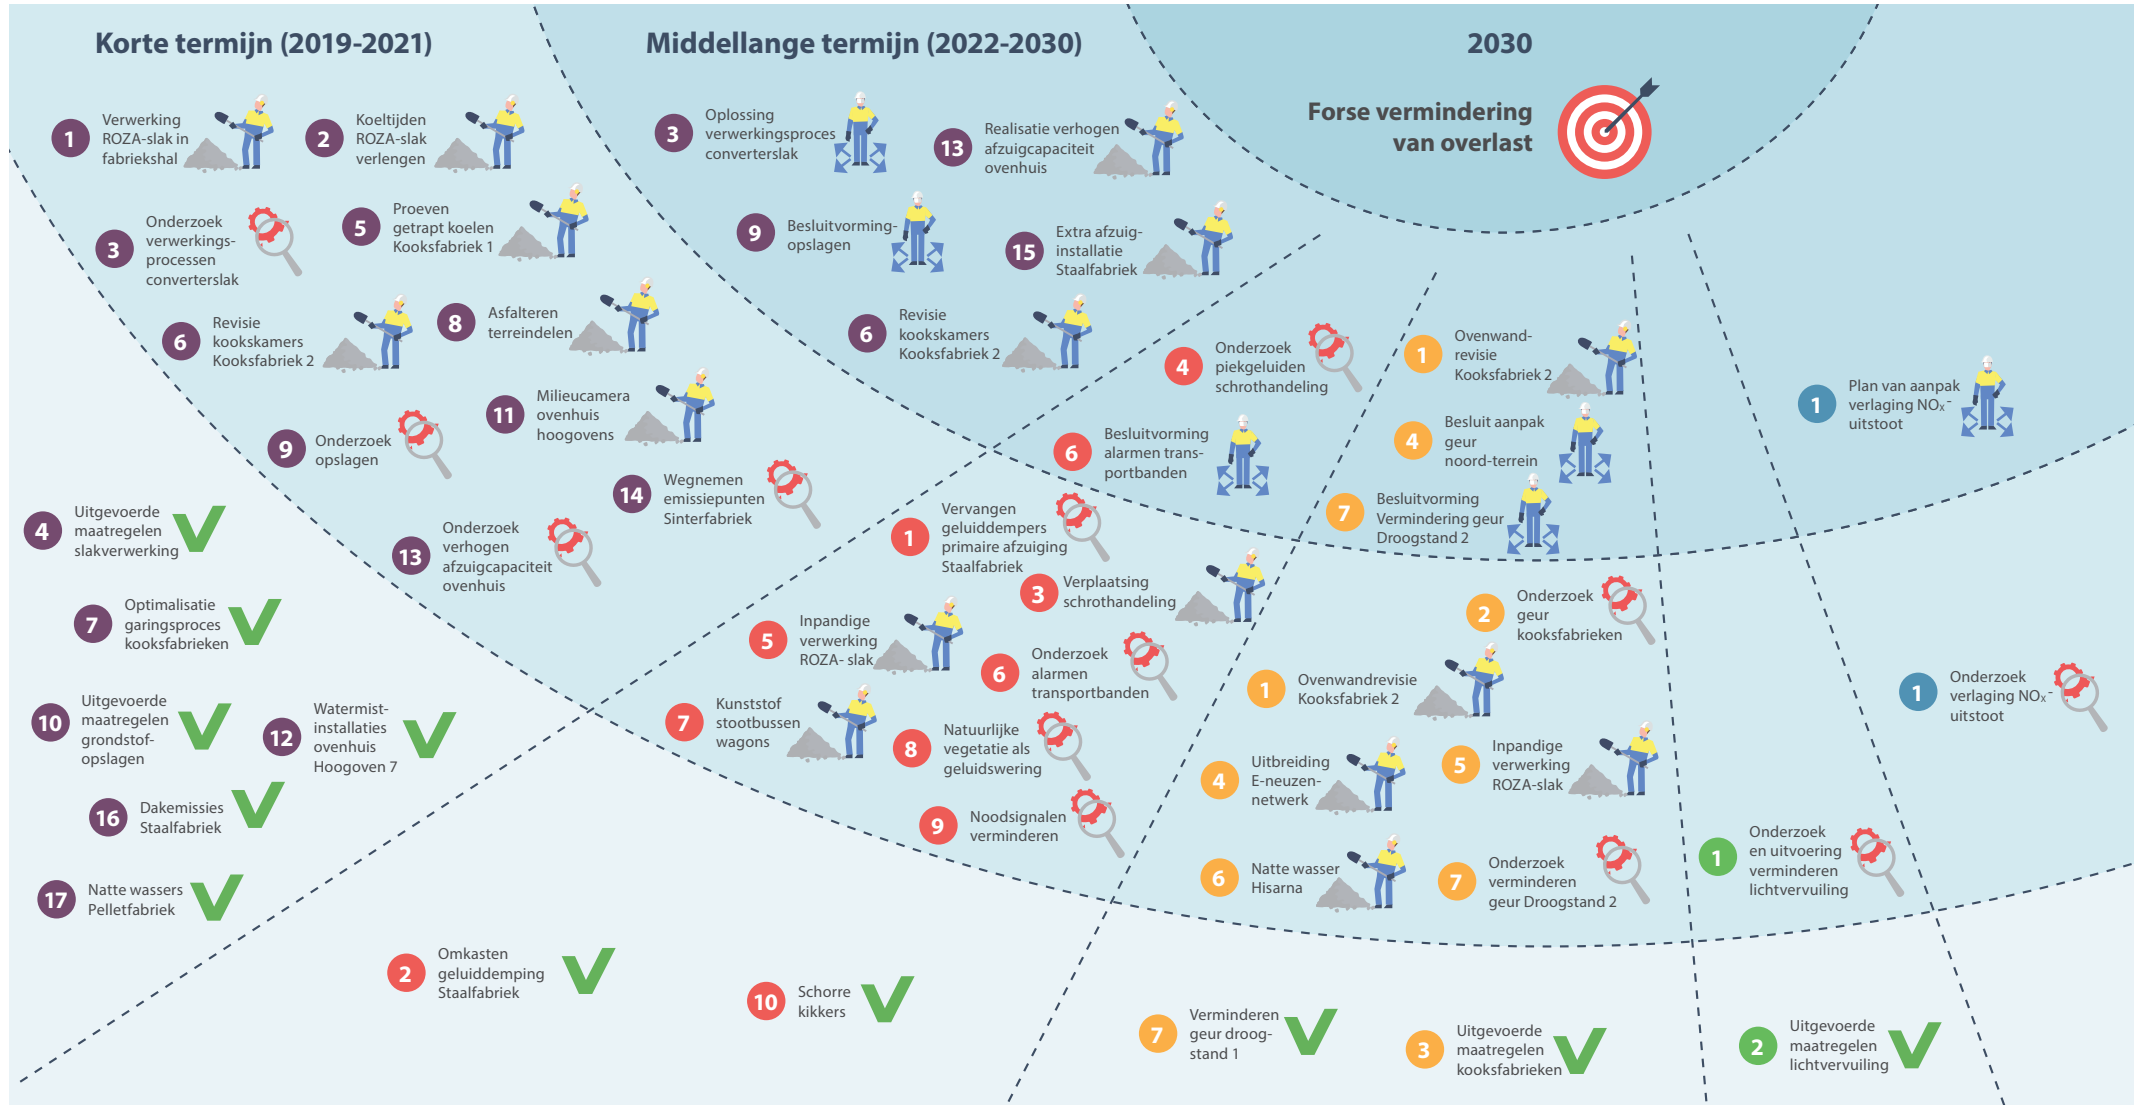 Korte termijn (2019-2021)
Middellange termijn (2022-2030)
2030
Forse vermindering
van overlast
1
Verwerking
ROZA-slak in
fabriekshal
2
Koeltijden
ROZA-slak
verlengen
3
Onderzoek
verwerkings-
processen
converterslak
5
Proeven
getrapt koelen
Kooksfabriek 1
6
Revisie
kookskamers
Kooksfabriek 2
8
Asfalteren
terreindelen
9
Onderzoek
opslagen
11
Milieucamera
ovenhuis
hoogovens
13
Onderzoek
verhogen
afzuigcapaciteit
ovenhuis
14
Wegnemen
emissiepunten
Sinterfabriek
4
Uitgevoerde
maatregelen
slakverwerking
7
Optimalisatie
garingsproces
kooksfabrieken
10
Uitgevoerde
maatregelen
grondstof-
opslagen
12
Watermist-
installaties
ovenhuis
Hoogoven 7
16
Dakemissies
Staalfabriek
17
Natte wassers
Pelletfabriek
3
Oplossing
verwerkingsproces
converterslak
13
Realisatie verhogen
afzuigcapaciteit
ovenhuis
9
Besluitvorming-
opslagen
15
Extra afzuig-
installatie
Staalfabriek
6
Revisie
kookskamers
Kooksfabriek 2
4
Onderzoek
piekgeluiden
schrothandeling
6
Besluitvorming
alarmen trans-
portbanden
1
Vervangen
geluiddempers
primaire afzuiging
Staalfabriek
3
Verplaatsing
schrothandeling
5
Inpandige
verwerking
ROZA- slak
6
Onderzoek
alarmen
transportbanden
7
Kunststof
stootbussen
wagons
8
Natuurlijke
vegetatie als
geluidswering
9
Noodsignalen
verminderen
2
Omkasten
geluiddemping
Staalfabriek
10
Schorre
kikkers
1
Ovenwand-
revisie
Kooksfabriek 2
4
Besluit aanpak
geur
noord-terrein
7
Besluitvorming
Vermindering geur
Droogstand 2
2
Onderzoek
geur
kooksfabrieken
1
Ovenwandrevisie
Kooksfabriek 2
4
Uitbreiding
E-neuzen-
netwerk
5
Inpandige
verwerking
ROZA-slak
6
Natte wasser
Hisarna
7
Onderzoek
verminderen
geur Droogstand 2
7
Verminderen
geur droog-
stand 1
3
Uitgevoerde
maatregelen
kooksfabrieken
1
Onderzoek
en uitvoering
verminderen
lichtvervuiling
2
Uitgevoerde
maatregelen
lichtvervuiling
1
Plan van aanpak
verlaging NOₓ-
uitstoot
1
Onderzoek
verlaging NOₓ-
uitstoot